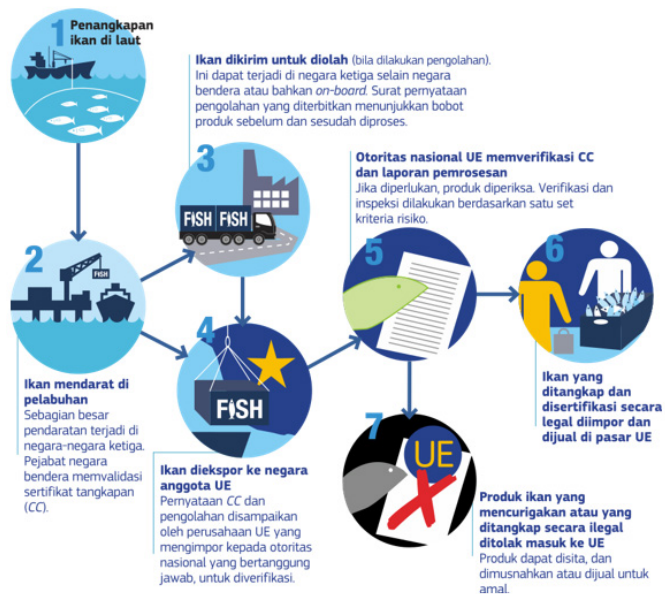 1
Penangkapan
ikan di laut
Ikan dikirim untuk diolah (bila dilakukan pengolahan).
Ini dapat terjadi di negara ketiga selain negara
bendera atau bahkan on-board. Surat pernyataan
pengolahan yang diterbitkan menunjukkan bobot
produk sebelum dan sesudah diproses.
3
FISH FISH
2
FISH
Ikan mendarat di
pelabuhan
Sebagian besar
pendaratan terjadi di
negara-negara ketiga.
Pejabat negara
bendera memvalidasi
sertifikat tangkapan
(CC).
4
FISH
Ikan diekspor ke negara
anggota UE
Pernyataan CC dan
pengolahan disampaikan
oleh perusahaan UE yang
mengimpor kepada otoritas
nasional yang bertanggung
jawab, untuk diverifikasi.
Otoritas nasional UE memverifikasi CC
dan laporan pemrosesan
Jika diperlukan, produk diperiksa. Verifikasi dan
inspeksi dilakukan berdasarkan satu set
kriteria risiko.
5
6
Ikan yang
ditangkap dan
disertifikasi secara
legal diimpor dan
dijual di pasar UE
7
UE
Produk ikan yang
mencurigakan atau yang
ditangkap secara ilegal
ditolak masuk ke UE
Produk dapat disita, dan
dimusnahkan atau dijual untuk
amal.